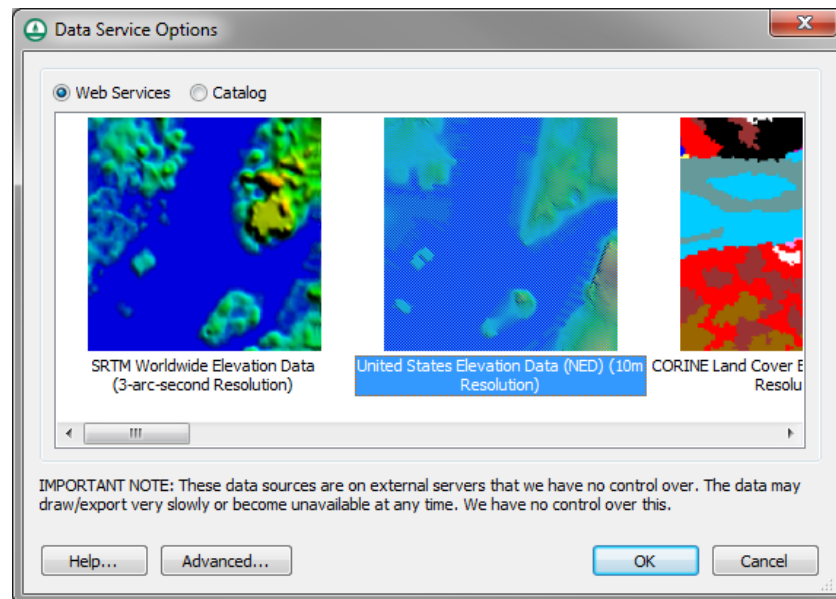 Data Service Options
Web Services
Catalog
SRTM Worldwide Elevation Data
(3-arc-second Resolution)
United States Elevation Data (NED) (10m
Resolution)
CORINE Land Cover
Resolu
IMPORTANT NOTE: These data sources are on external servers that we have no control over. The data may
draw/export very slowly or become unavailable at any time. We have no control over this.
Help...
Advanced...
OK
Cancel